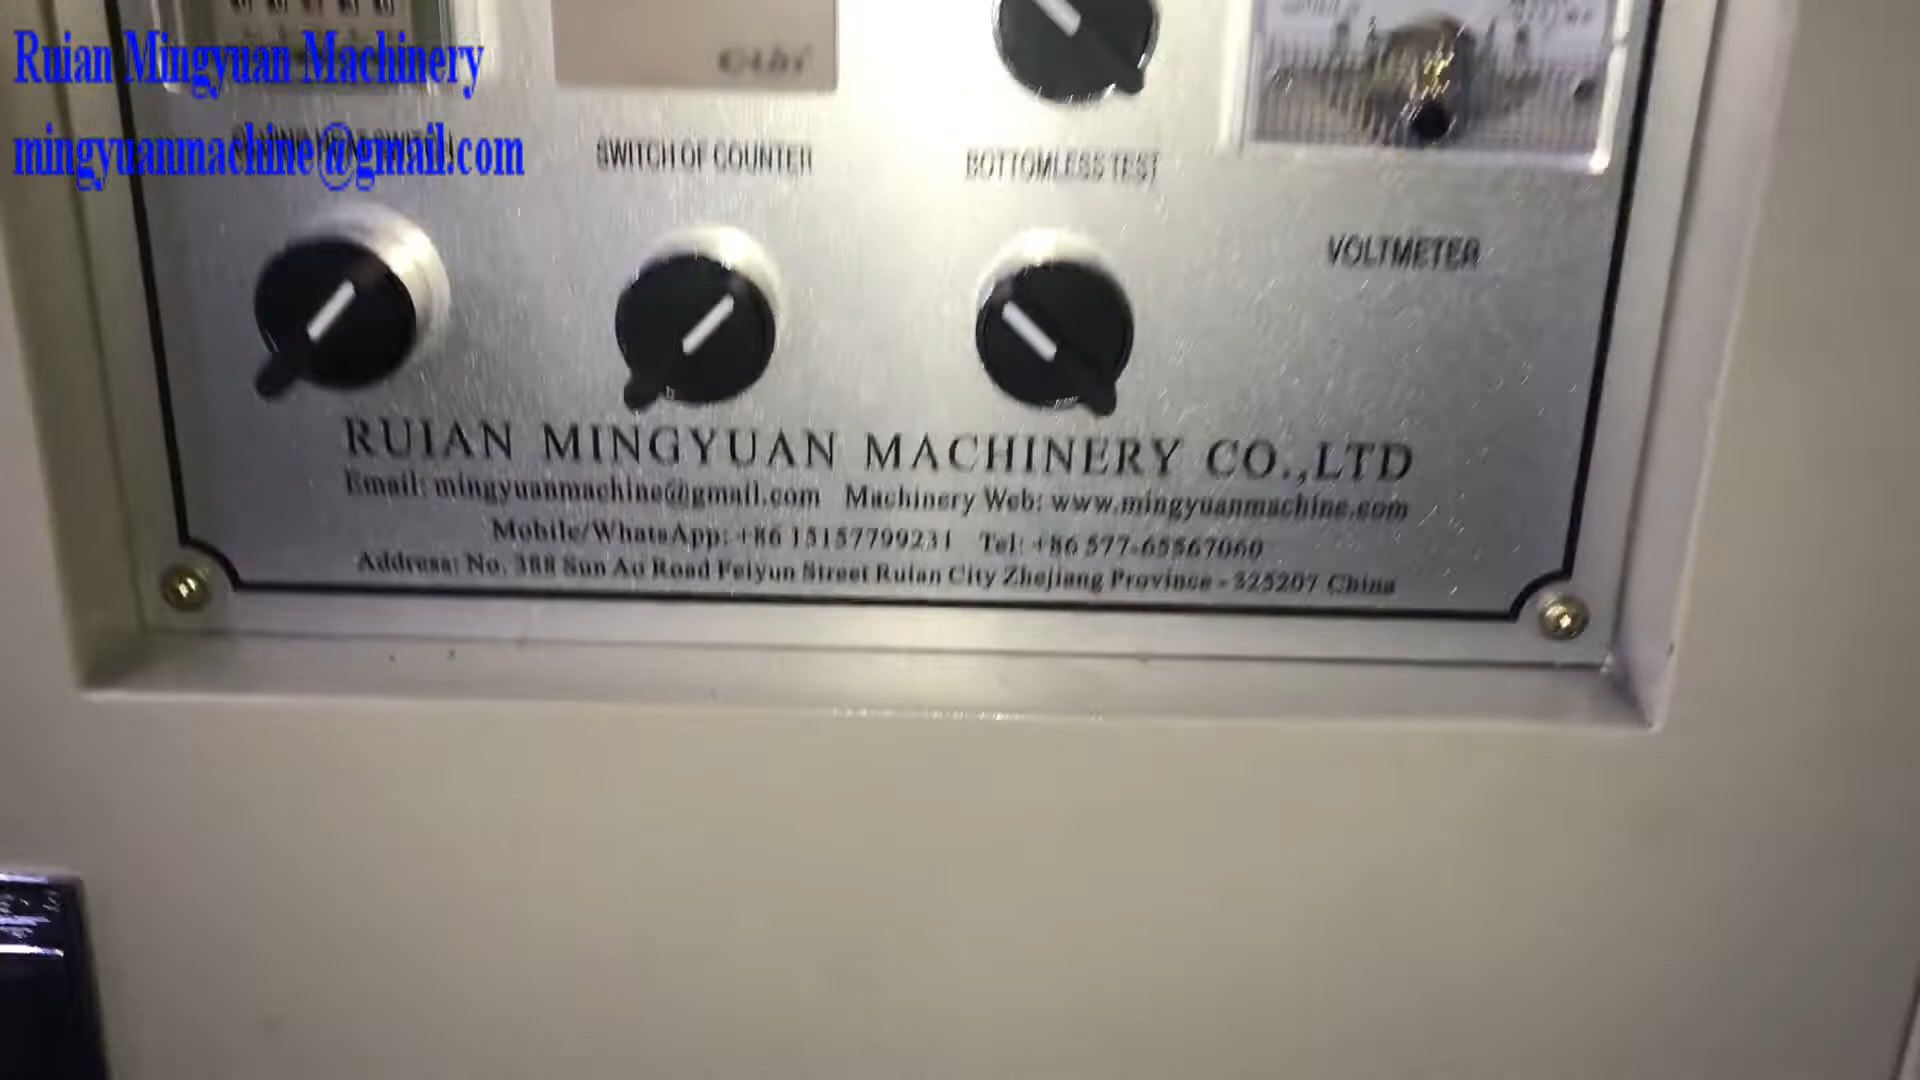 Ruian Mingyuan Machinery
mingyuanmachine@gmail.com
SWITCH OF COUNTER
BOTTOMLESS TEST
VOLTMETER
RUIAN MINGYUAN MACHINERY CO.,LTD
Email: mingyuanmachine@gmail.com Machinery Web: www.mingyuanmachine.com
Mobile/WhatsApp: +86 15157799231 Tel: +86 577-65567060
Address: No. 388 Sun Ao Road Feiyun Street Ruian City Zhejiang Province - 325207 China